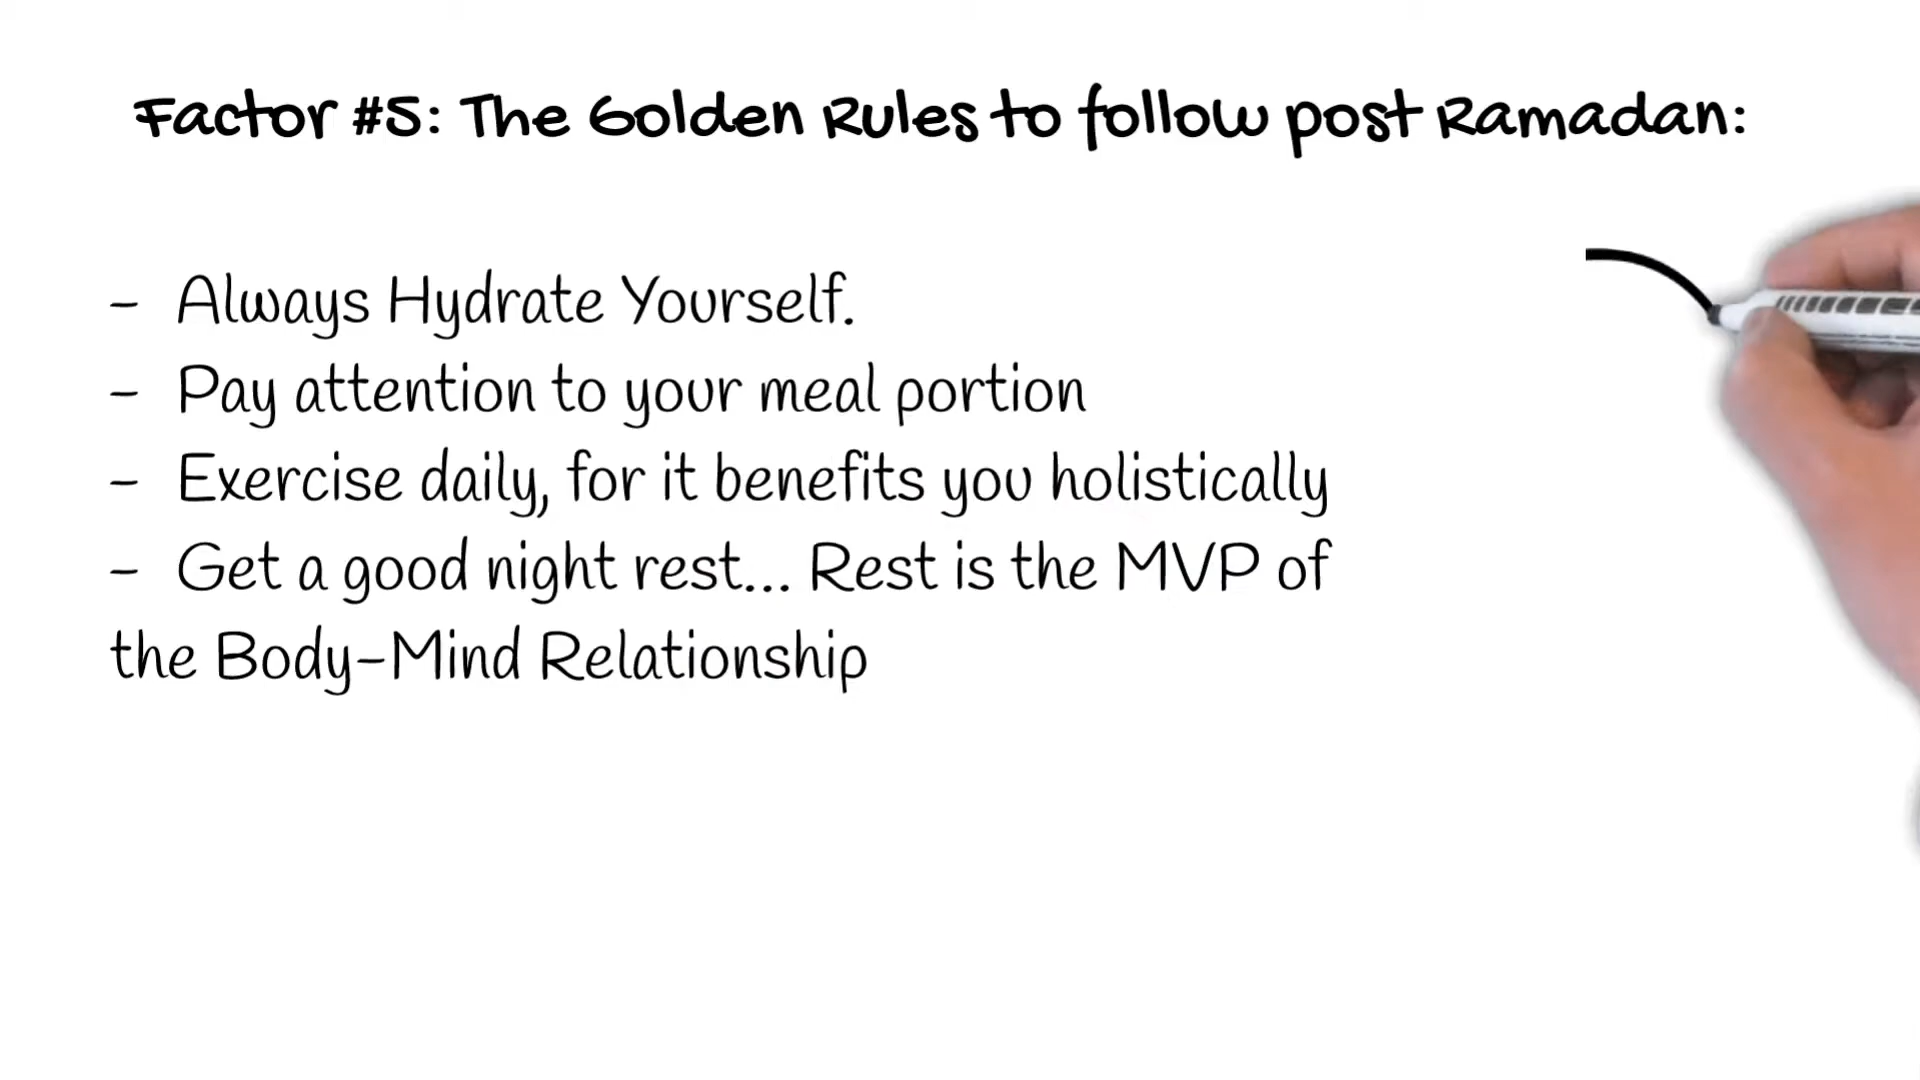 Factor #5: The Golden Rules to follow post Ramadan:
- Always Hydrate Yourself.
- Pay attention to your meal portion
- Exercise daily, for it benefits you holistically
- Get a good night rest... Rest is the MVP of
the Body-Mind Relationship